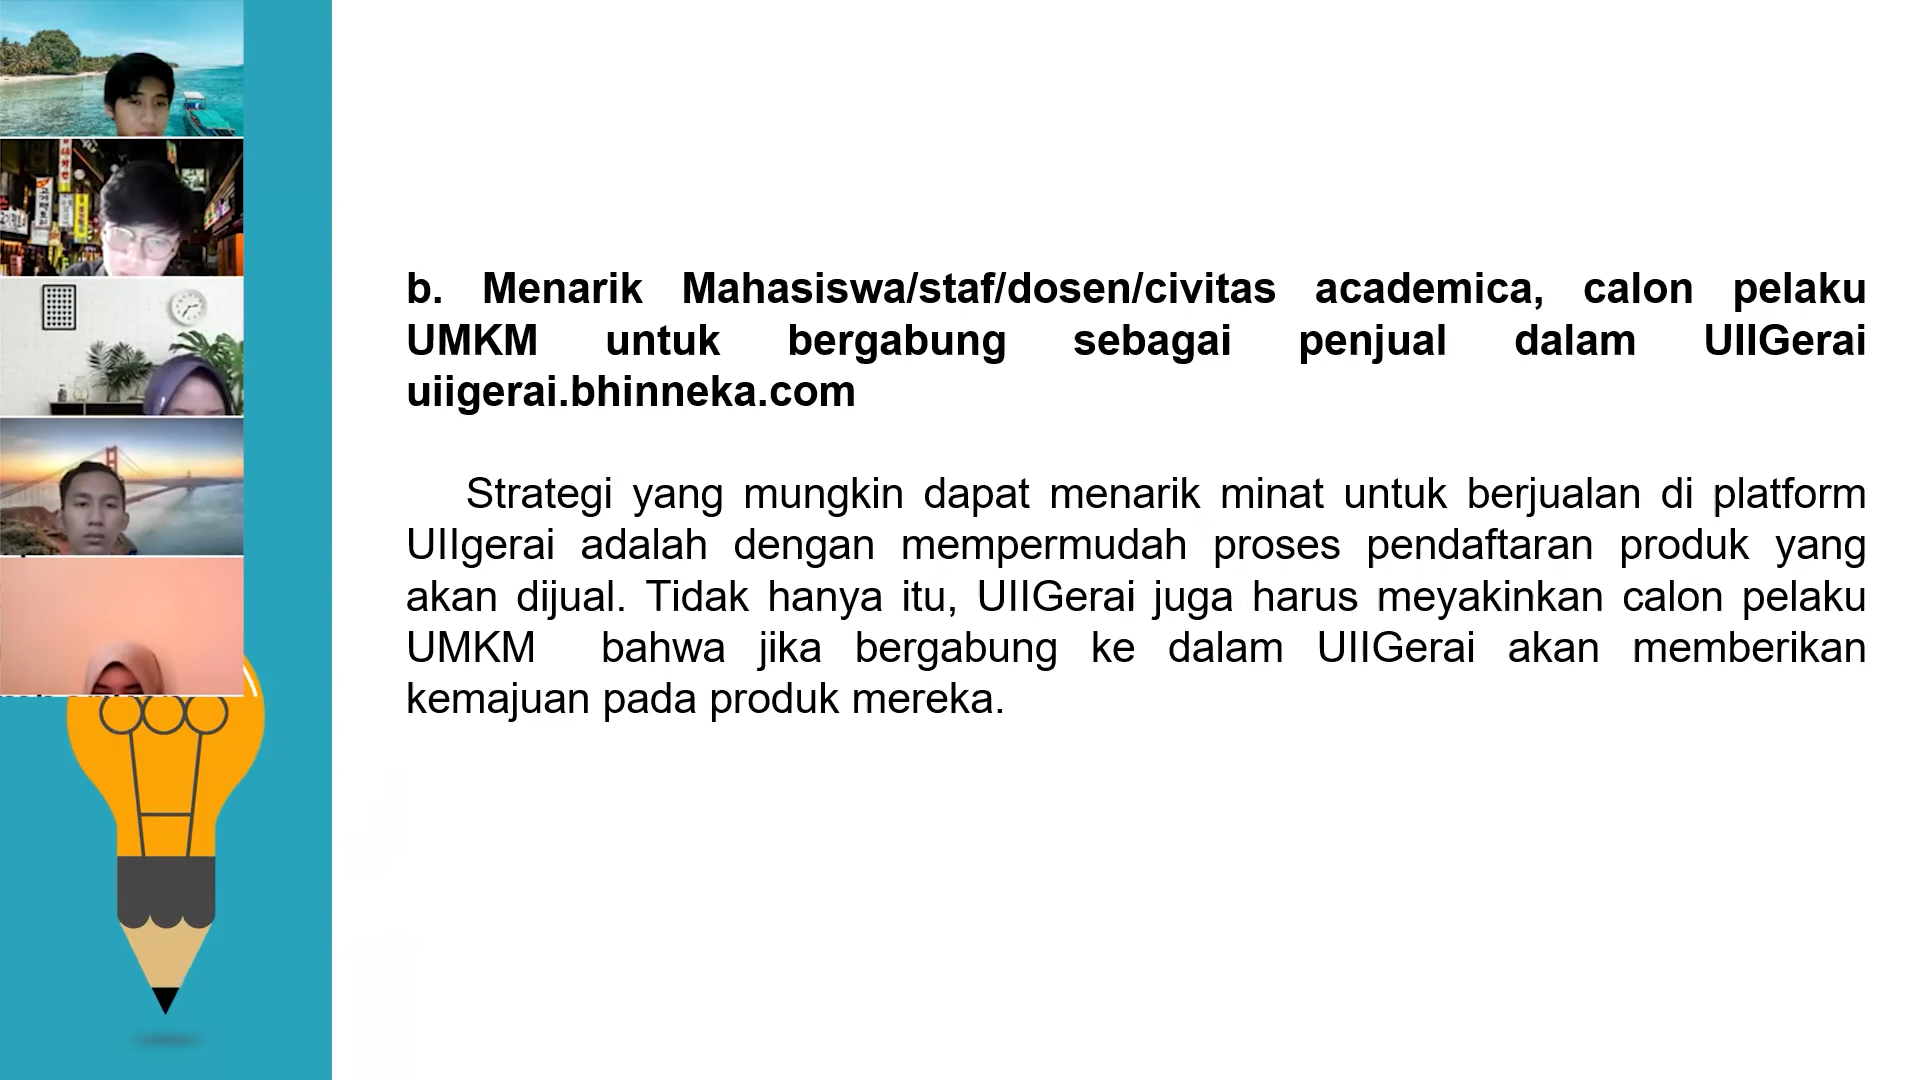 b. Menarik Mahasiswa/staf/dosen/civitas academica, calon pelaku
UMKM untuk bergabung sebagai penjual dalam UIIGerai
uiigerai.bhinneka.com
Strategi yang mungkin dapat menarik minat untuk berjualan di platform
UIIgerai adalah dengan mempermudah proses pendaftaran produk yang
akan dijual. Tidak hanya itu, UIIGerai juga harus meyakinkan calon pelaku
UMKM bahwa jika bergabung ke dalam UIIGerai akan memberikan
kemajuan pada produk mereka.